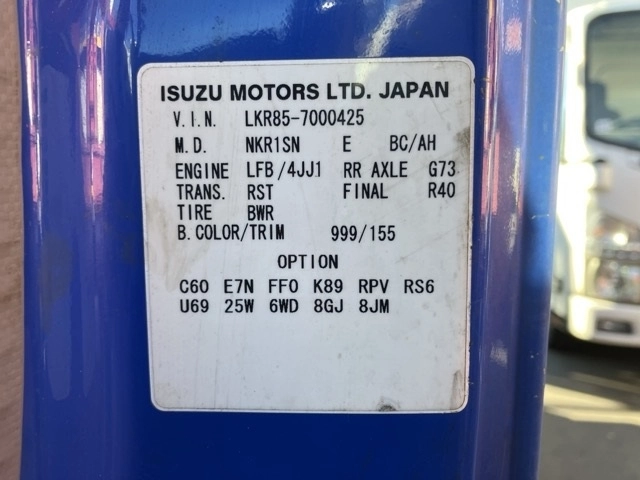 ISUZU MOTORS LTD. JAPAN
V.I.N. LKR85-7000425
M.D. NKR1SN E BC/AH
ENGINE LFB/4JJ1 RR AXLE G73
TRANS. RST FINAL R40
TIRE BWR
B.COLOR/TRIM 999/155
OPTION
C60 E7N FF0 K89 RPV RS6
U69 25W 6WD 8GJ 8JM